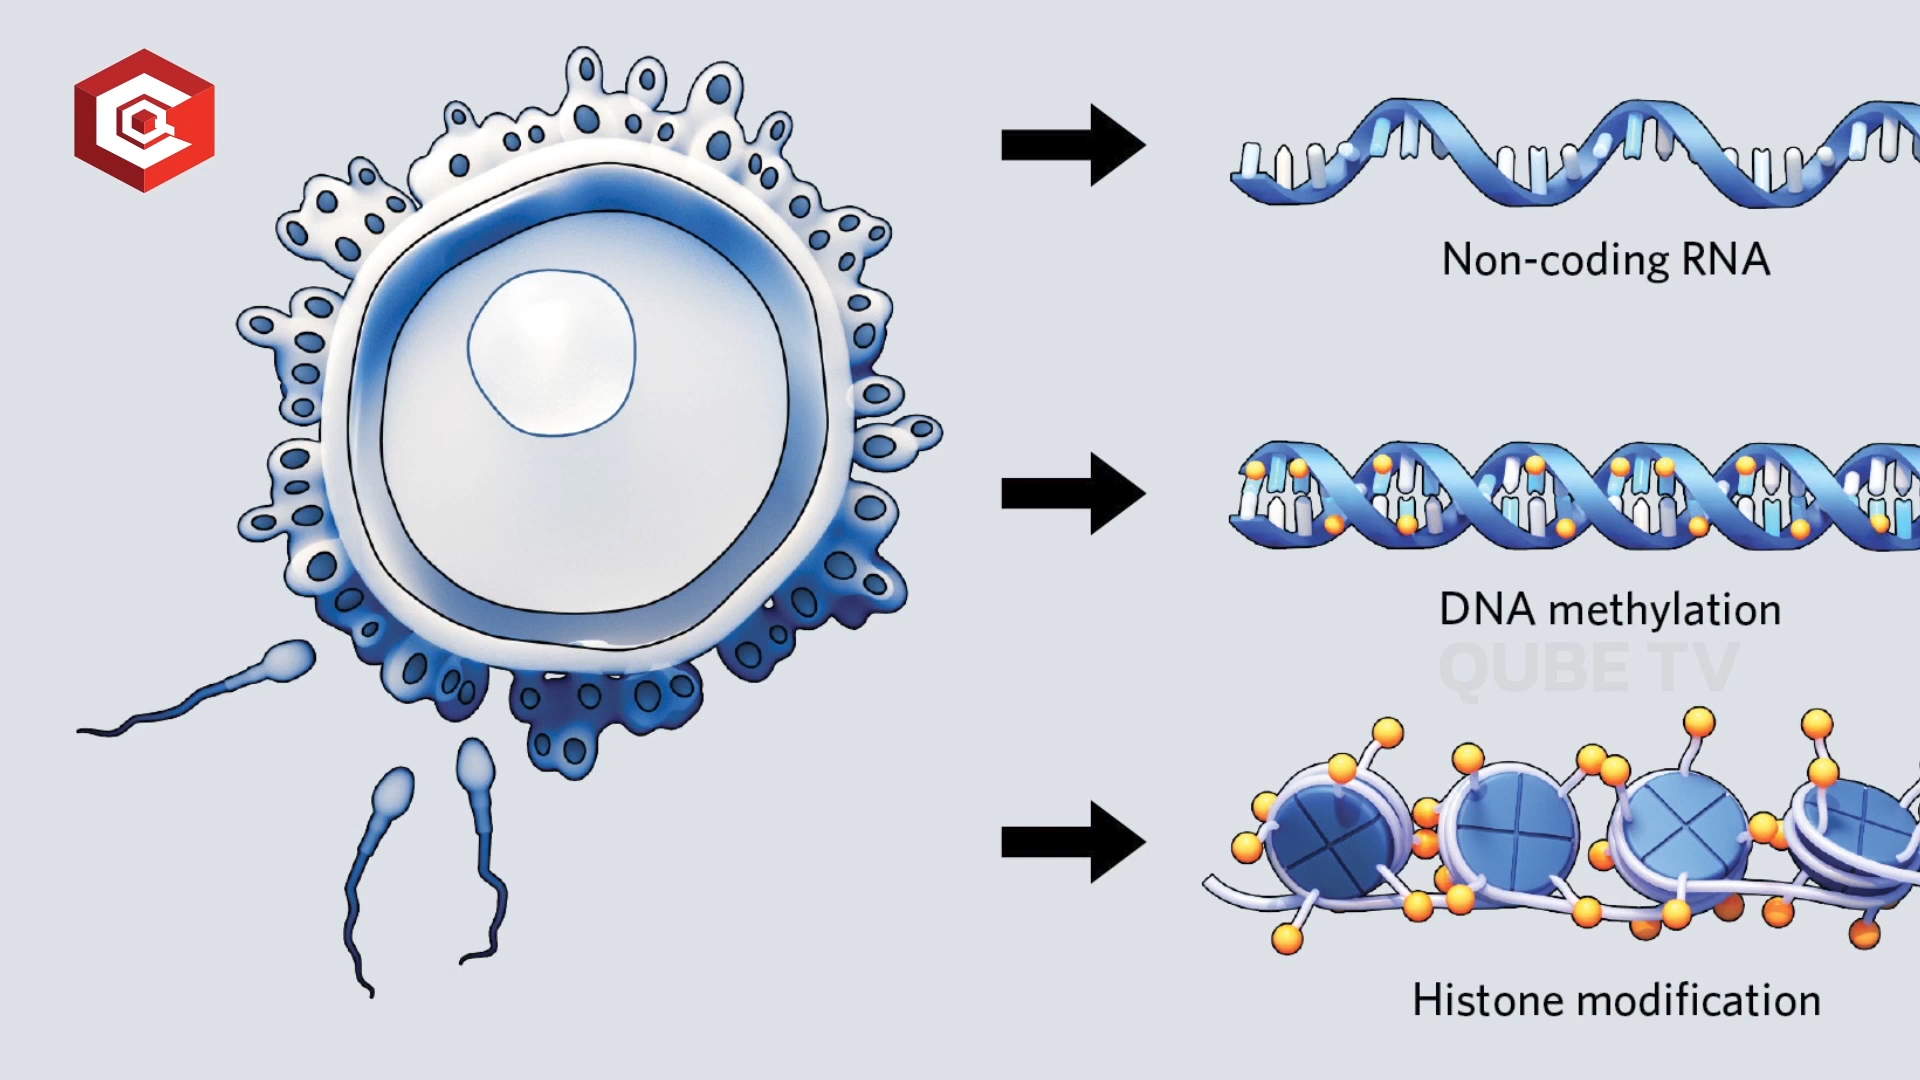 Non-coding RNA
DNA methylation
QUBE TV
Histone modification